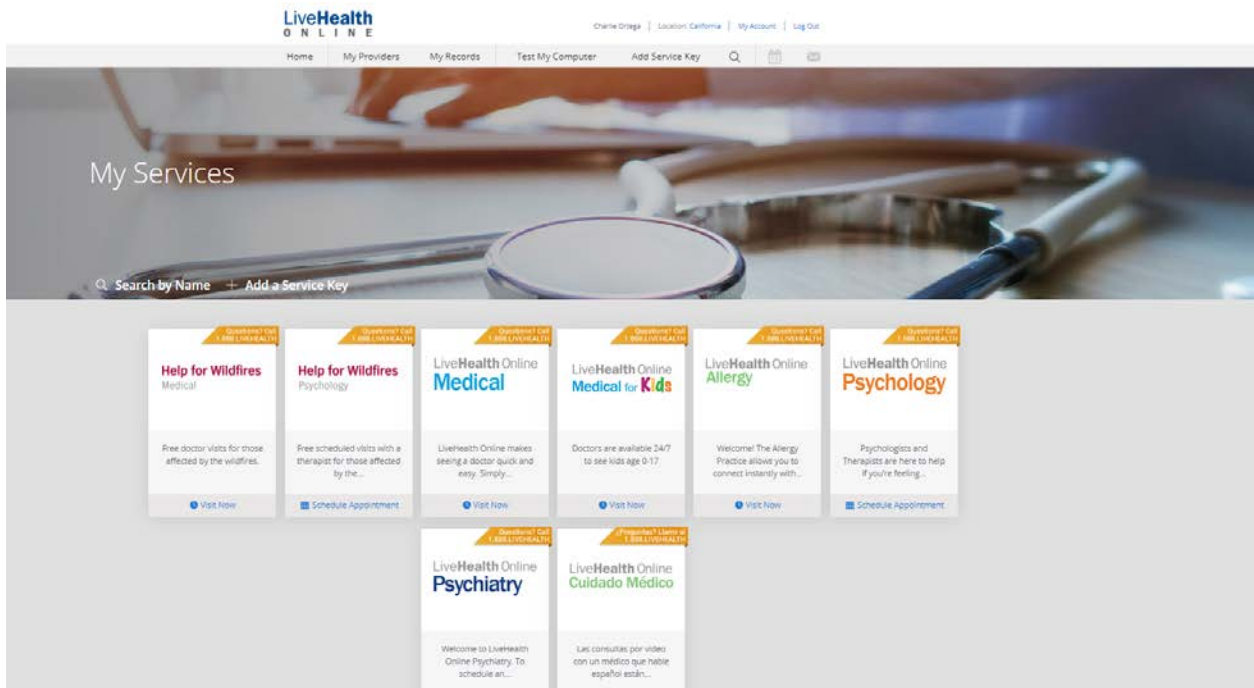 LiveHealth
ONLINE
Charlie Ortega | Location: California | My Account | Log Out
Home My Providers My Records Test My Computer Add Service Key
My Services
Search by Name + Add a Service Key
Questions? Call
1.888.LIVEHEALTH
Help for Wildfires
Medical
Free doctor visits for those
affected by the wildfires.
Visit Now
Questions? Call
1.888.LIVEHEALTH
Help for Wildfires
Psychology
Free scheduled visits with a
therapist for those affected
by the...
Schedule Appointment
Questions? Call
1.888.LIVEHEALTH
LiveHealth Online
Medical
LiveHealth Online makes
seeing a doctor quick and
easy. Simply...
Visit Now
Questions? Call
1.888.LIVEHEALTH
LiveHealth Online
Medical for Kids
Doctors are available 24/7
to see kids age 0-17
Visit Now
Questions? Call
1.888.LIVEHEALTH
LiveHealth Online
Allergy
Welcome! The Allergy
Practice allows you to
connect instantly with...
Visit Now
Questions? Call
1.888.LIVEHEALTH
LiveHealth Online
Psychology
Psychologists and
Therapists are here to help
if you're feeling...
Schedule Appointment
Questions? Call
1.888.LIVEHEALTH
LiveHealth Online
Psychiatry
Welcome to LiveHealth
Online Psychiatry. To
schedule an...
¿Preguntas? Llame al
1.888.LIVEHEALTH
LiveHealth Online
Cuidado Médico
Las consultas por video
con un médico que hable
español están...